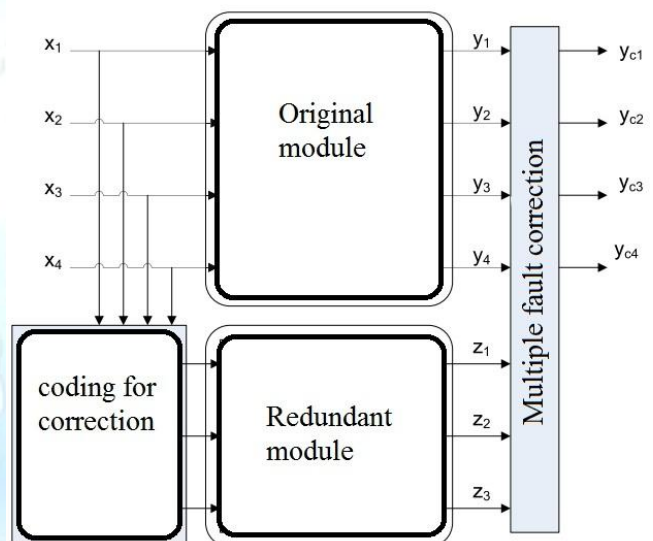 x1
x2
x3
x4
Original
module
y1
y2
y3
y4
Multiple fault correction
yc1
yc2
yc3
yc4
coding for
correction
Redundant
module
z1
z2
z3